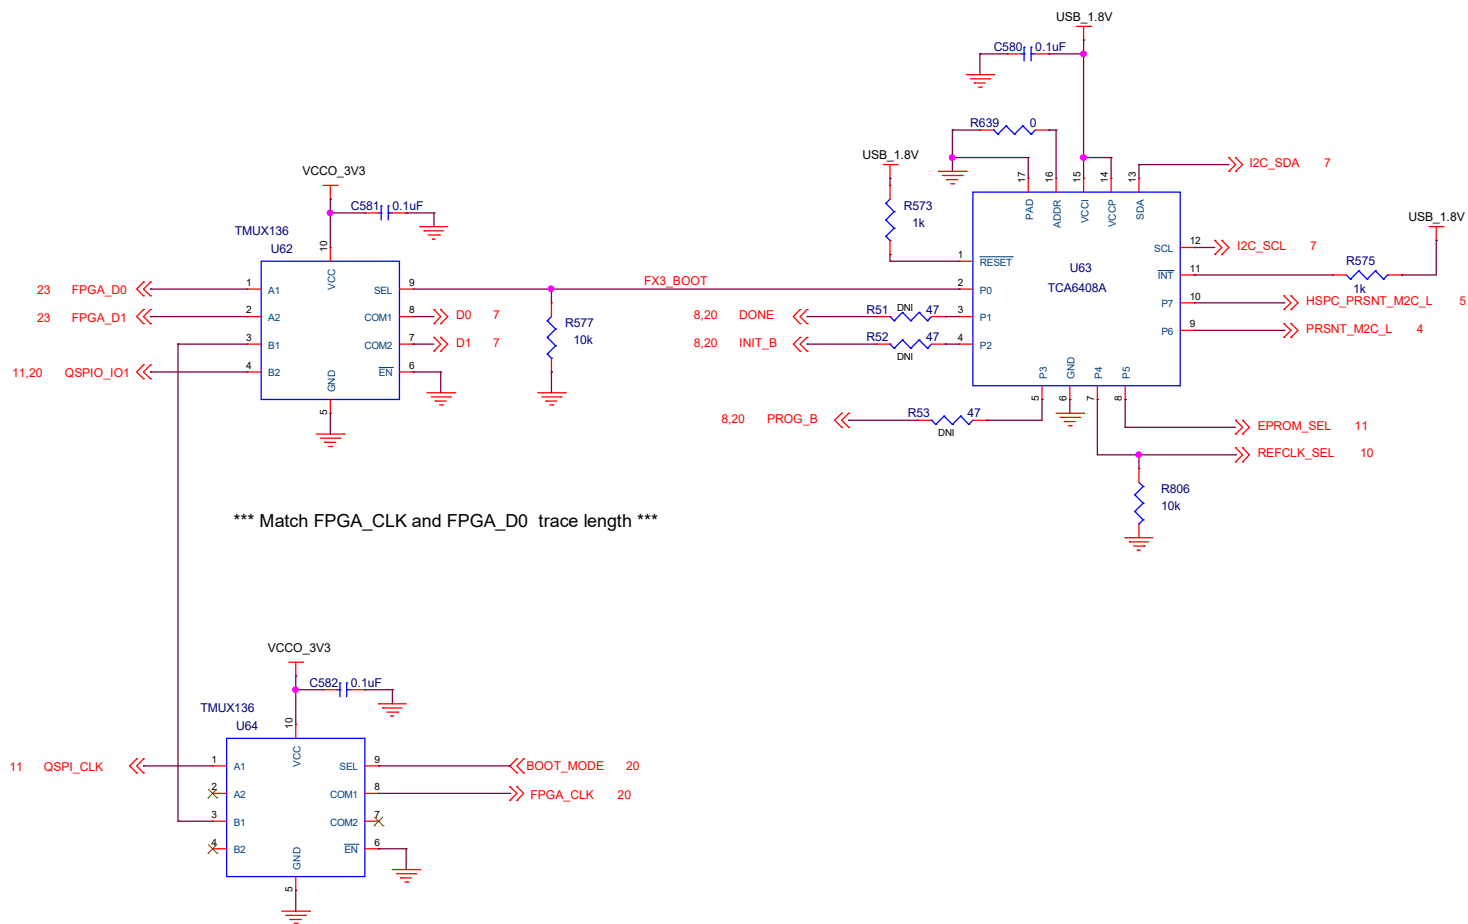 USB_1.8V
C580 0.1uF
R639 0
USB_1.8V
I2C_SDA 7
17 16 15 14 13
PAD ADDR VCCI VCCP SDA
VCCO_3V3
C581 0.1uF
R573
1k
USB_1.8V
TMUX136
U62
10
VCC
SCL 12 I2C_SCL 7
1 RESET
U63
TCA6408A
INT 11
R575
1k
23 FPGA_D0 1 A1
SEL 9
FX3_BOOT
2 P0
P7 10 HSPC_PRSNT_M2C_L 5
23 FPGA_D1 2 A2
COM1 8 D0 7
R577
10k
8,20 DONE R51 DNI 47 3 P1
P6 9 PRSNT_M2C_L 4
3 B1
COM2 7 D1 7
8,20 INIT_B R52 DNI 47 4 P2
11,20 QSPIO_IO1 4 B2
EN 6
GND
5
P3 GND P4 P5
5 6 7 8
8,20 PROG_B R53 47
DNI
EPROM_SEL 11
REFCLK_SEL 10
R806
10k
*** Match FPGA_CLK and FPGA_D0 trace length ***
VCCO_3V3
C582 0.1uF
TMUX136
U64
10
VCC
11 QSPI_CLK 1 A1
SEL 9 BOOT_MODE 20
2 A2
COM1 8 FPGA_CLK 20
3 B1
COM2 7
4 B2
EN 6
GND
5